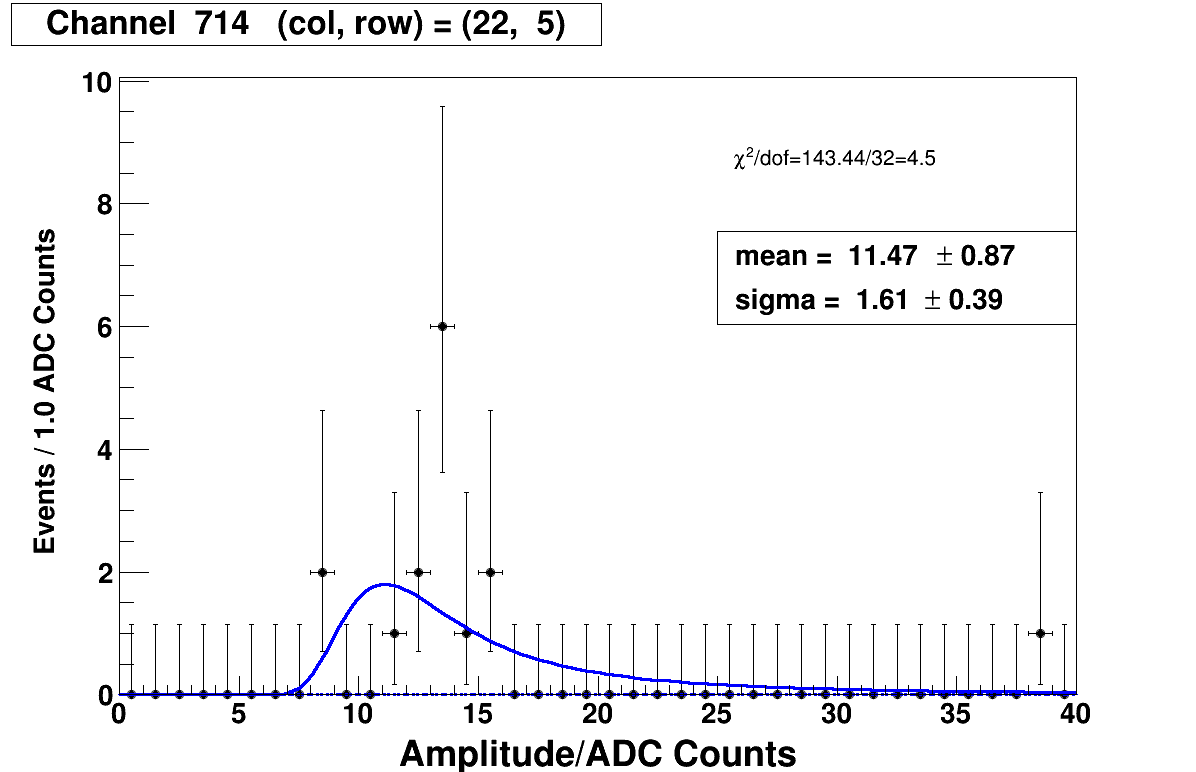 Channel 714 (col, row) = (22, 5)
10
8
6
4
2
0
Events / 1.0 ADC Counts
χ²/dof=143.44/32=4.5
mean = 11.47 ± 0.87
sigma = 1.61 ± 0.39
0 5 10 15 20 25 30 35 40
Amplitude/ADC Counts